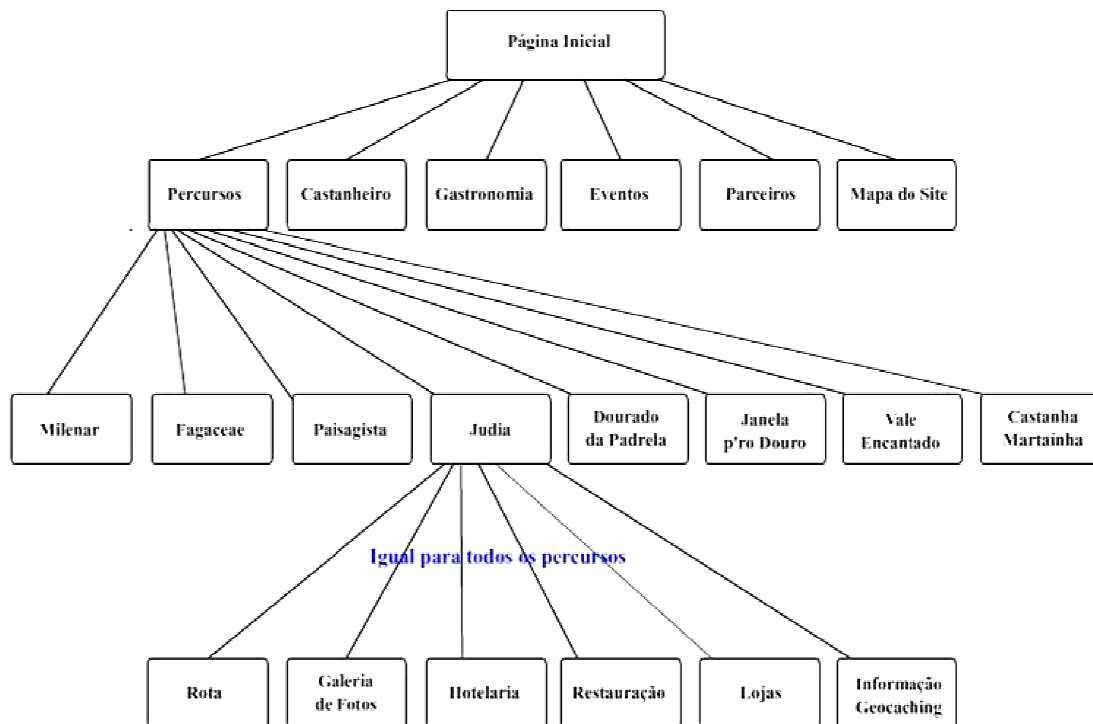 Página Inicial
Percursos
Castanheiro
Gastronomia
Eventos
Parceiros
Mapa do Site
Milenar
Fagaceae
Paisagista
Judia
Dourado
da Padrela
Janela
p'ro Douro
Vale
Encantado
Castanha
Martaínha
Igual para todos os percursos
Rota
Galeria
de Fotos
Hotelaria
Restauração
Lojas
Informação
Geocaching